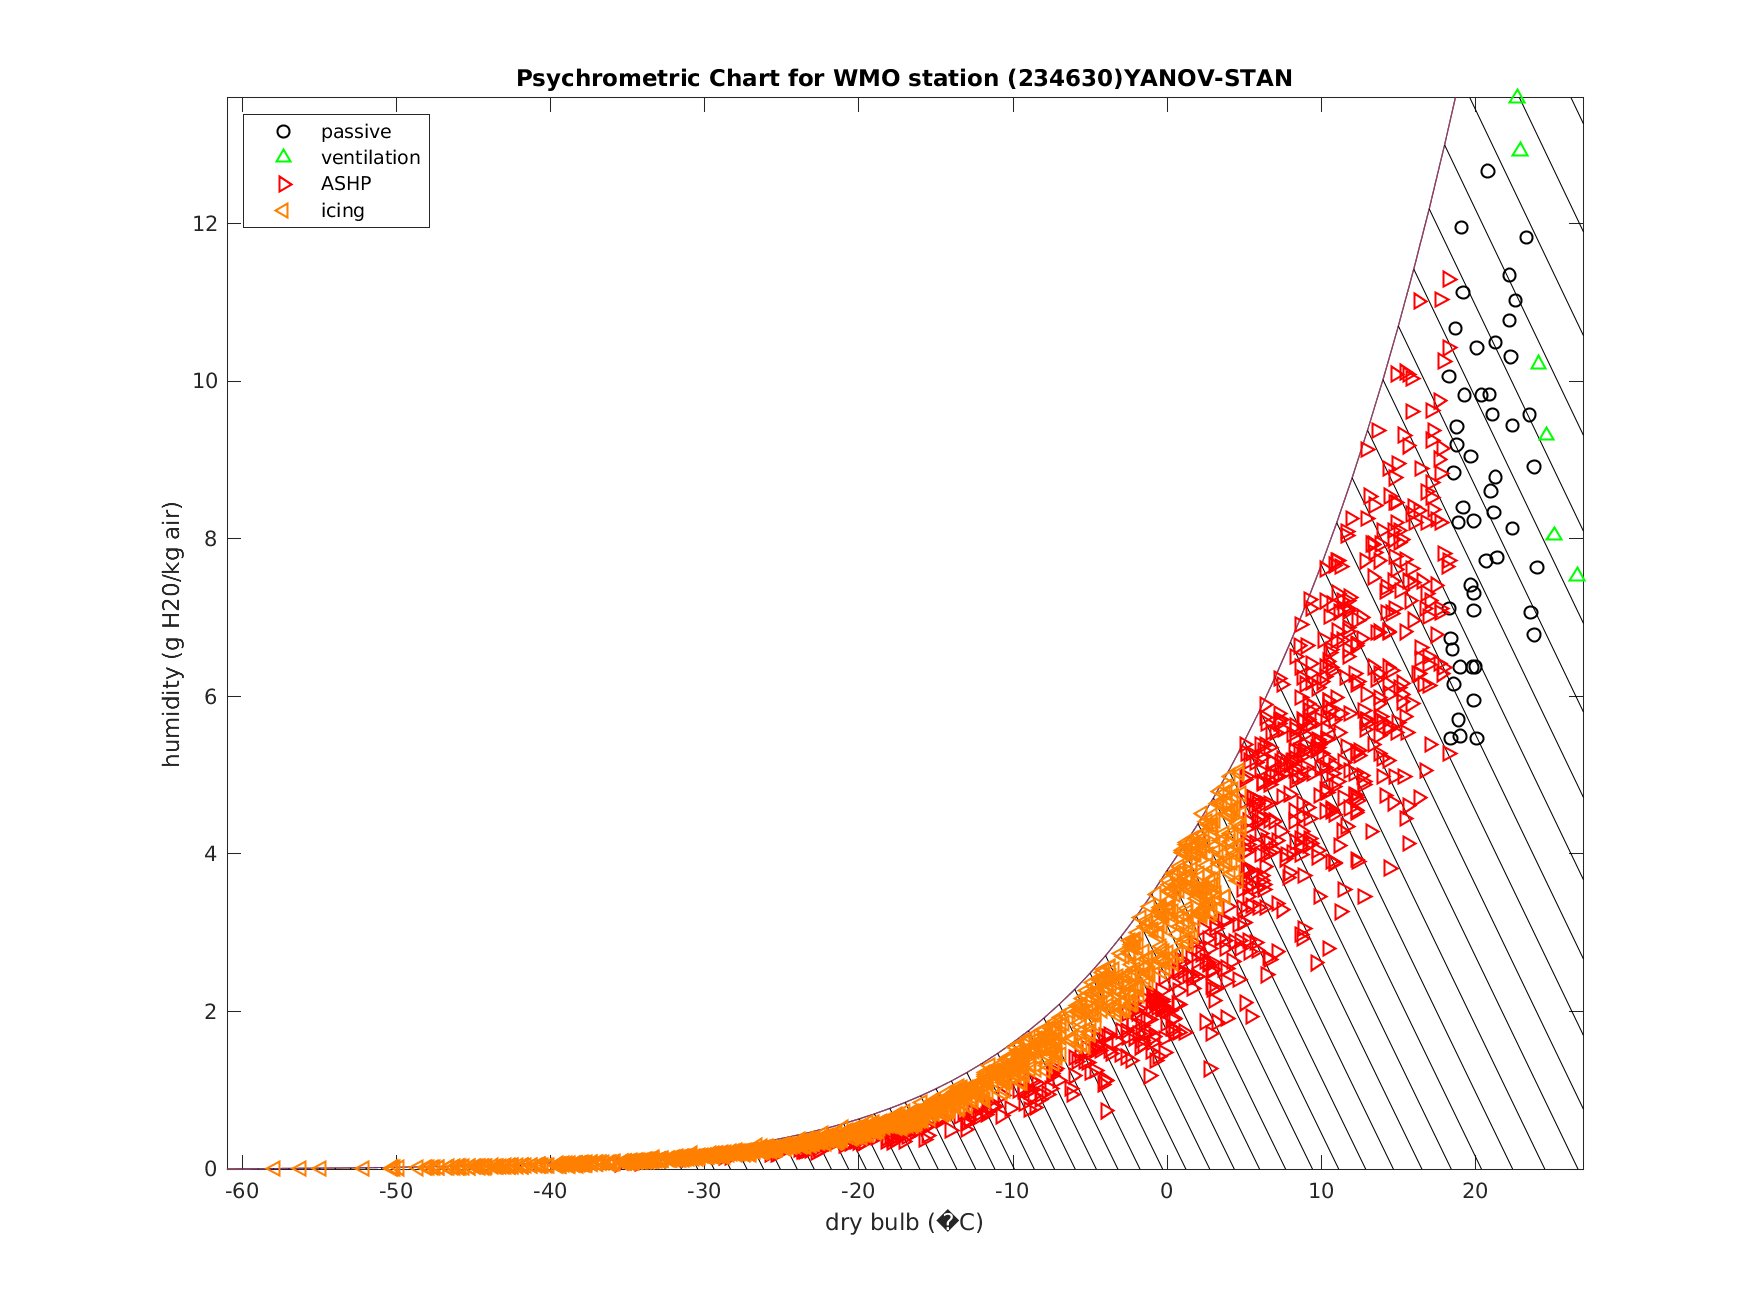 Psychrometric Chart for WMO station (234630)YANOV-STAN
passive
ventilation
ASHP
icing
humidity (g H20/kg air)
12
10
8
6
4
2
0
-60 -50 -40 -30 -20 -10 0 10 20
dry bulb (�C)